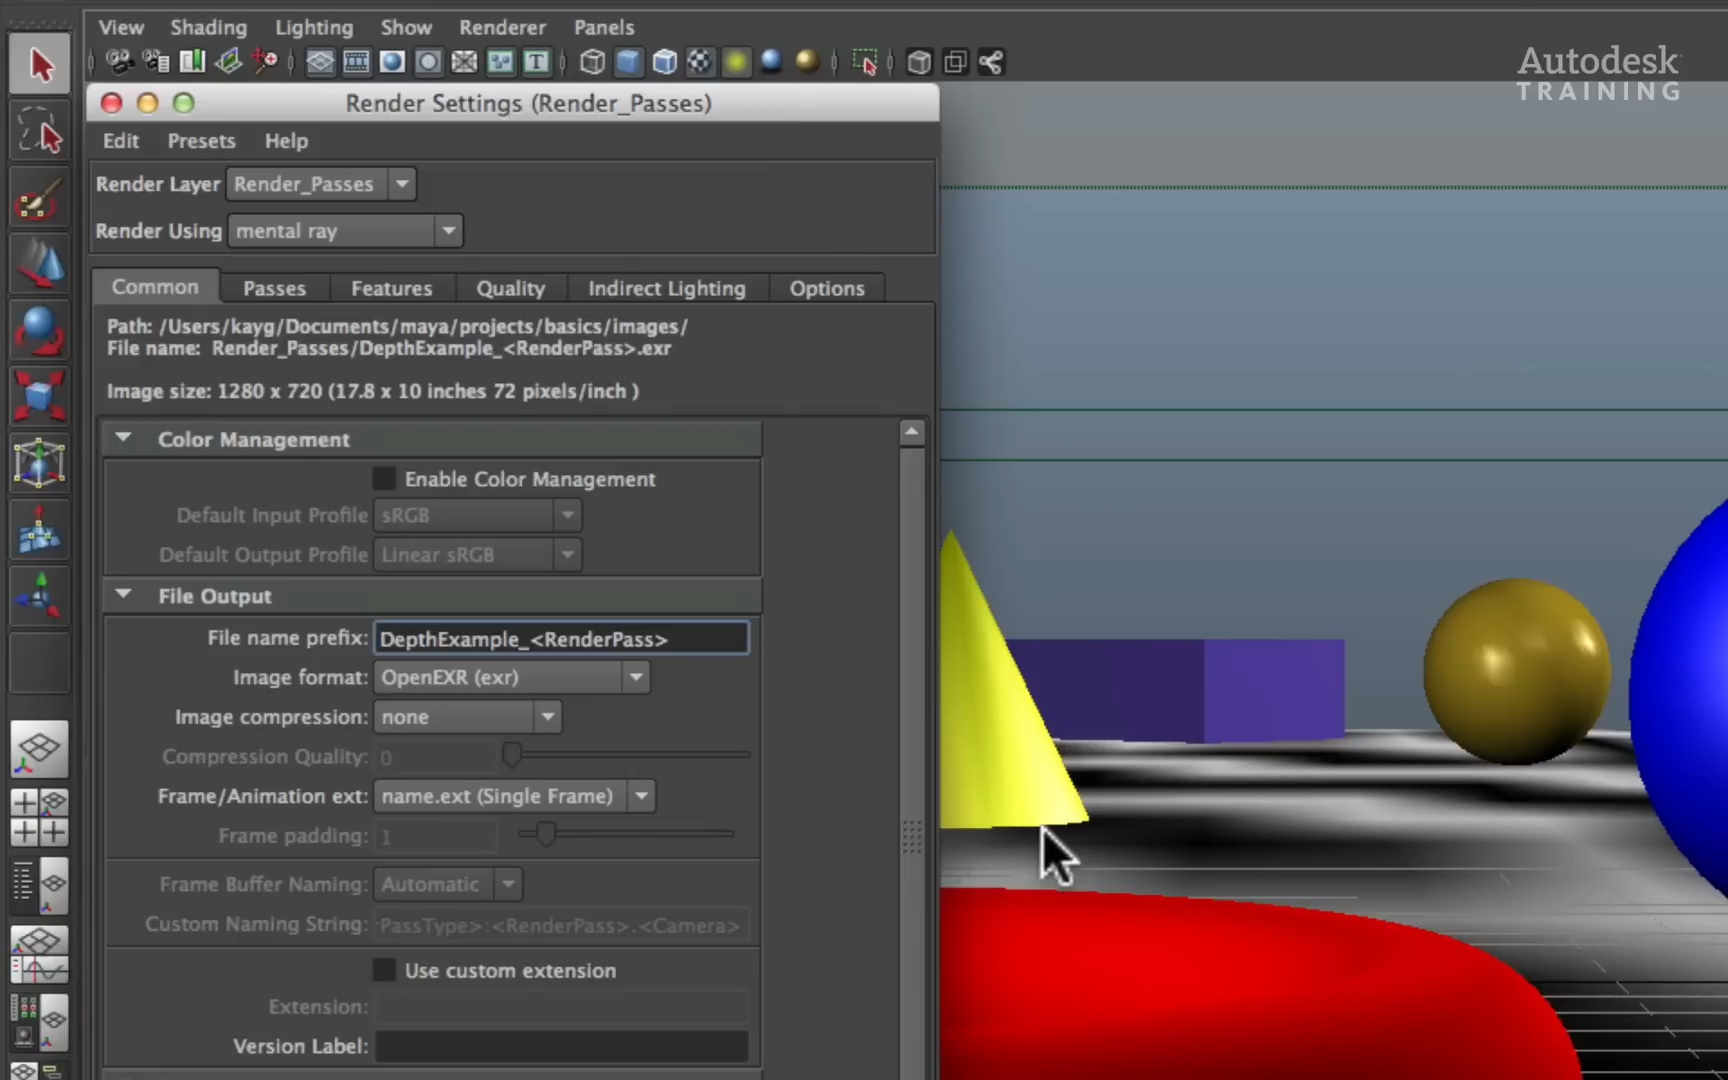 View Shading Lighting Show Renderer Panels
Autodesk
TRAINING
Render Settings (Render_Passes)
Edit Presets Help
Render Layer Render_Passes
Render Using mental ray
Common Passes Features Quality Indirect Lighting Options
Path: /Users/kayg/Documents/maya/projects/basics/images/
File name: Render_Passes/DepthExample_<RenderPass>.exr
Image size: 1280 x 720 (17.8 x 10 inches 72 pixels/inch )
Color Management
Enable Color Management
Default Input Profile sRGB
Default Output Profile Linear sRGB
File Output
File name prefix: DepthExample_<RenderPass>
Image format: OpenEXR (exr)
Image compression: none
Compression Quality: 0
Frame/Animation ext: name.ext (Single Frame)
Frame padding: 1
Frame Buffer Naming: Automatic
Custom Naming String: PassType>:<RenderPass>.<Camera>
Use custom extension
Extension:
Version Label: